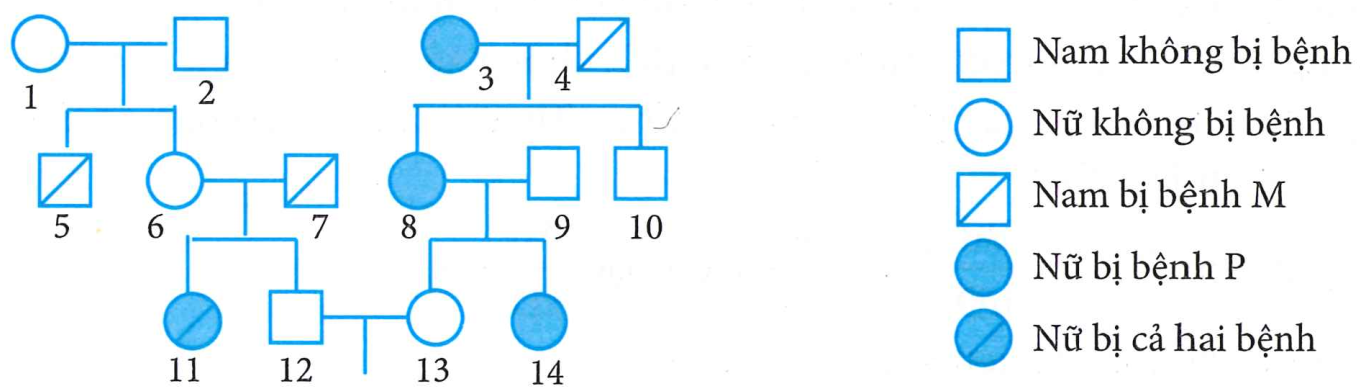 1 2 3 4
5 6 7 8 9 10
11 12 13 14
Nam không bị bệnh
Nữ không bị bệnh
Nam bị bệnh M
Nữ bị bệnh P
Nữ bị cả hai bệnh